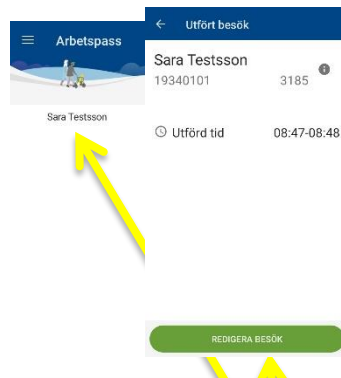 Arbetspass
Sara Testsson
Utfört besök
Sara Testsson
19340101 3185
Utförd tid 08:47-08:48
REDIGERA BESÖK